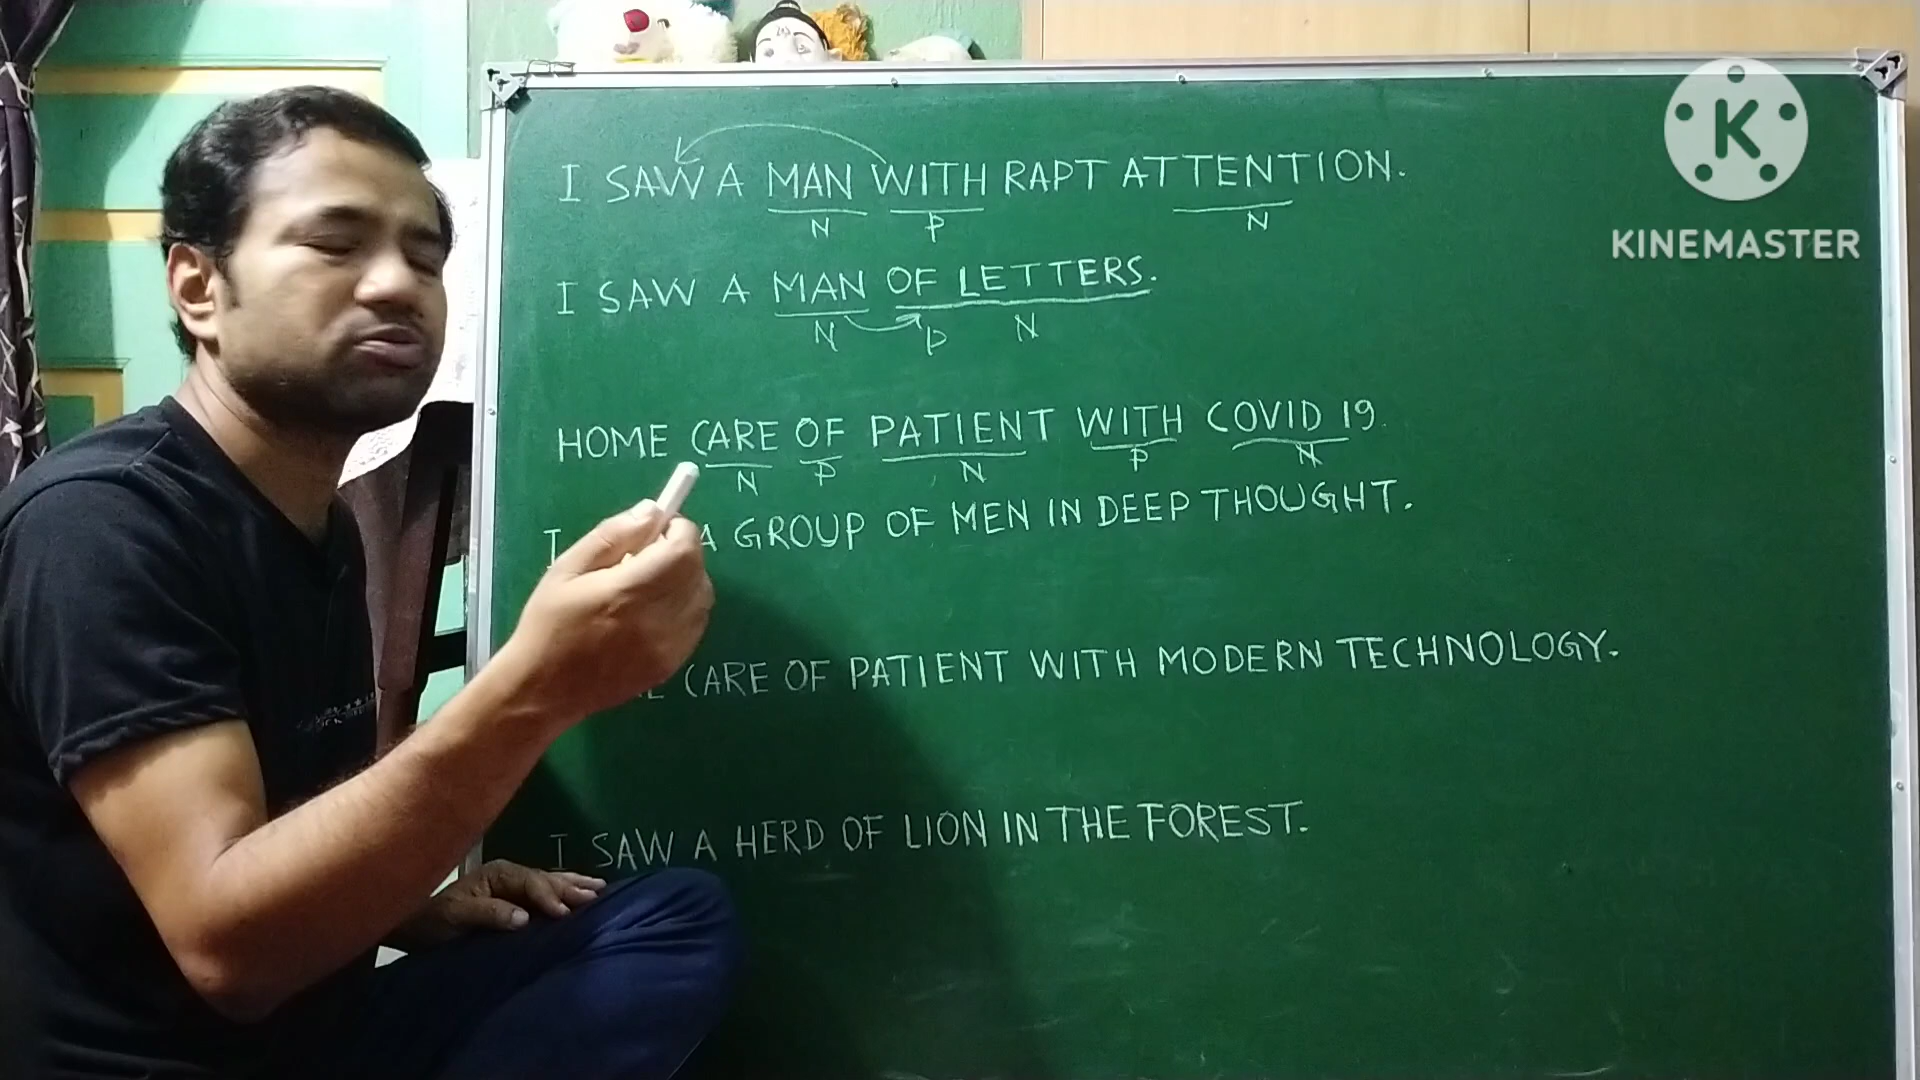 I SAW A MAN WITH RAPT ATTENTION.
N P N
I SAW A MAN OF LETTERS.
N P N
HOME CARE OF PATIENT WITH COVID 19.
N P N P N
I A GROUP OF MEN IN DEEP THOUGHT.
CARE OF PATIENT WITH MODERN TECHNOLOGY.
I SAW A HERD OF LION IN THE FOREST.
K
KINEMASTER